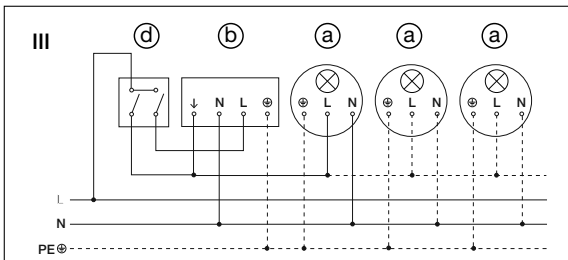 III
d b a a a
↓ N L ⏚ ⏚ L N ⏚ L N ⏚ L N
L
N
PE ⏚